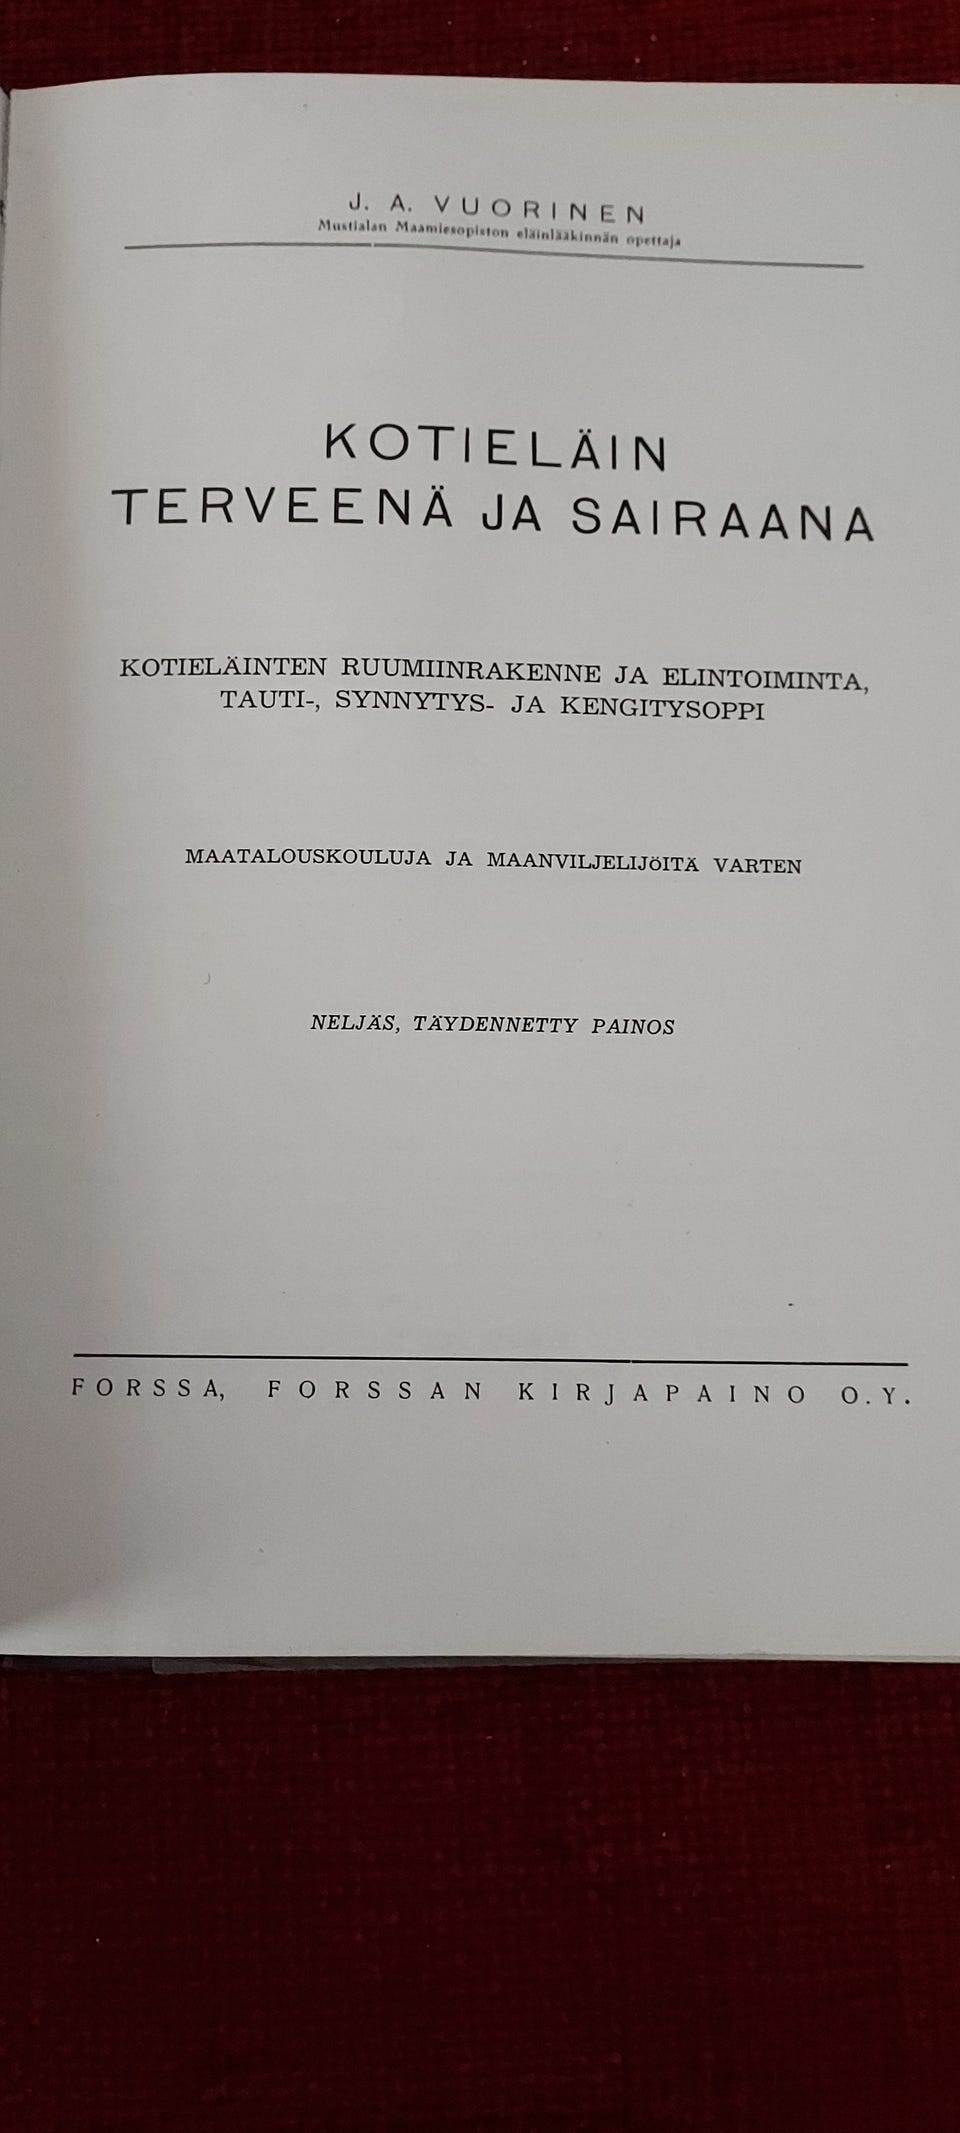 J. A. VUORINEN
Mustialan Maamiesopiston eläinlääkinnän opettaja
KOTIELÄIN
TERVEENÄ JA SAIRAANA
KOTIELÄINTEN RUUMIINRAKENNE JA ELINTOIMINTA,
TAUTI-, SYNNYTYS- JA KENGITYSOPPI
MAATALOUSKOULUJA JA MAANVILJELIJÖITÄ VARTEN
NELJÄS, TÄYDENNETTY PAINOS
FORSSA, FORSSAN KIRJAPAINO O.Y.